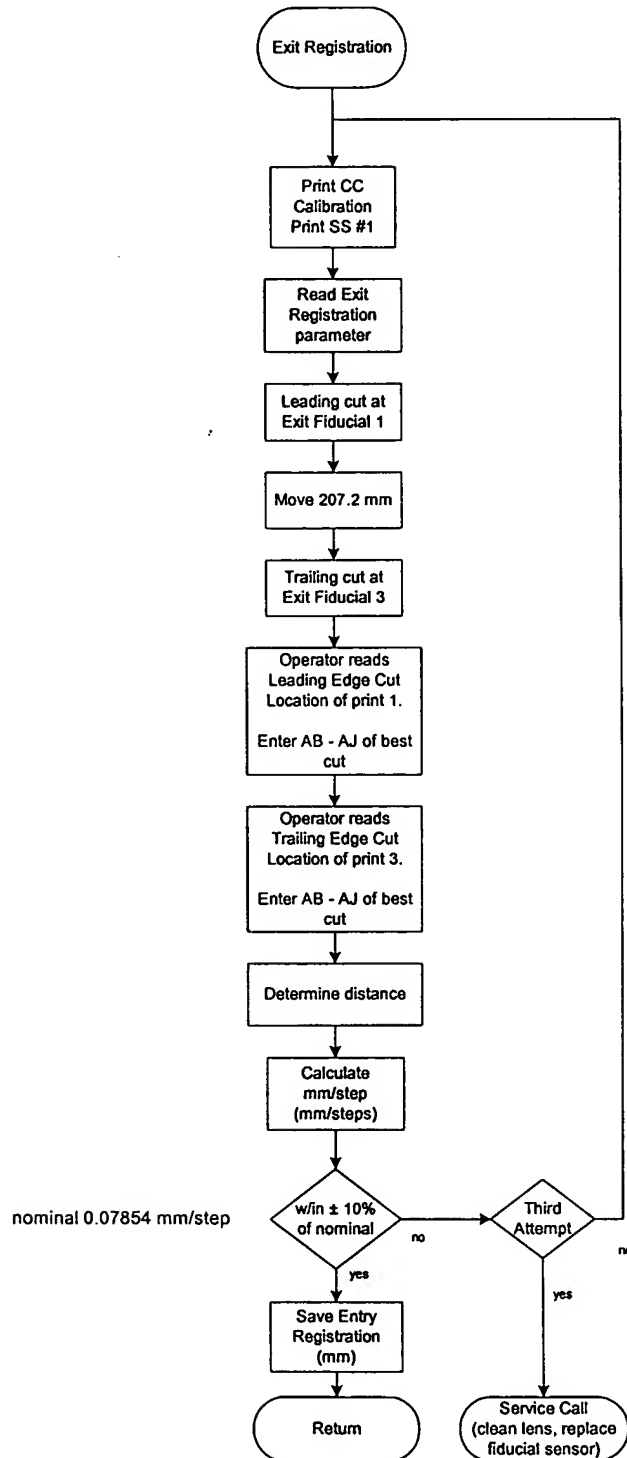 Exit Registration
Print CC
Calibration
Print SS #1
Read Exit
Registration
parameter
Leading cut at
Exit Fiducial 1
Move 207.2 mm
Trailing cut at
Exit Fiducial 3
Operator reads
Leading Edge Cut
Location of print 1.
Enter AB - AJ of best
cut
Operator reads
Trailing Edge Cut
Location of print 3.
Enter AB - AJ of best
cut
Determine distance
Calculate
mm/step
(mm/steps)
nominal 0.07854 mm/step
w/in ± 10%
of nominal
no
Third
Attempt
no
yes
yes
Save Entry
Registration
(mm)
Return
Service Call
(clean lens, replace
fiducial sensor)